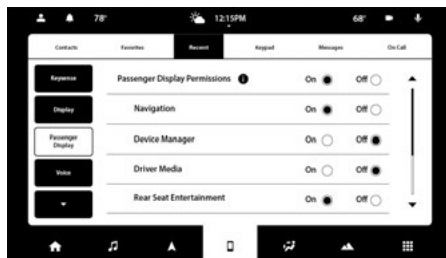 78° 12:15PM 68°
Contacts Favorites Recent Keypad Messages On Call
Keysense
Passenger Display Permissions i On Off
Display
Navigation On Off
Passenger
Display
Device Manager On Off
Voice
Driver Media On Off
Rear Seat Entertainment On Off